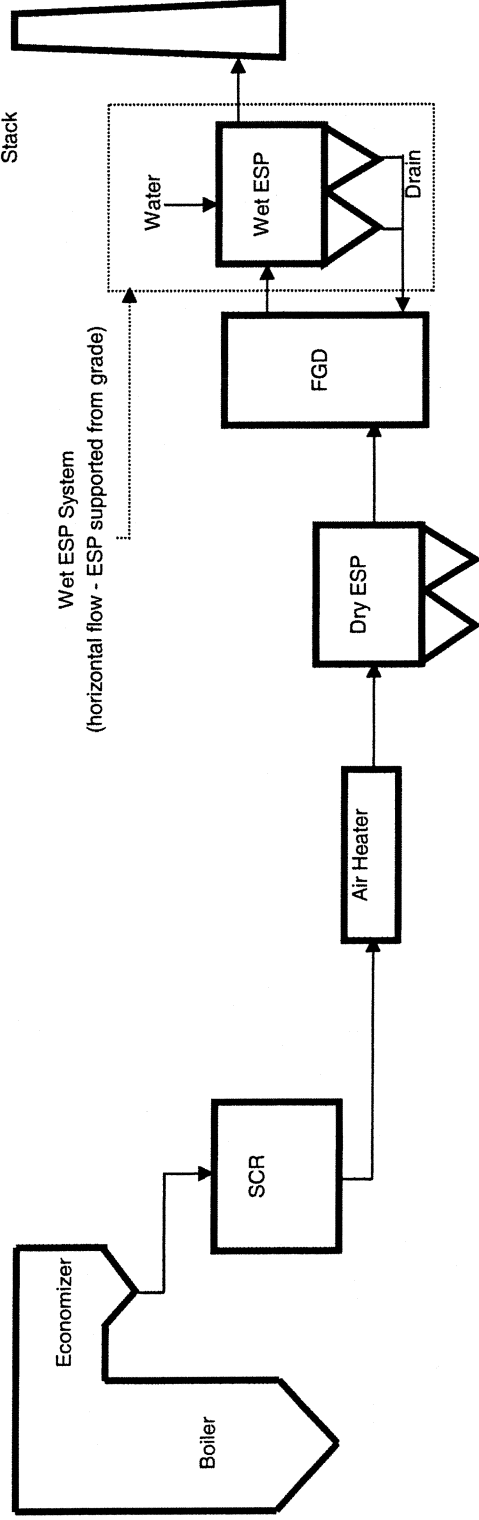 Boiler
Economizer
SCR
Air Heater
Dry ESP
FGD
Wet ESP System
(horizontal flow - ESP supported from grade)
Water
Wet ESP
Drain
Stack